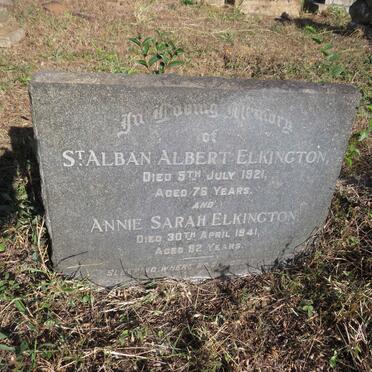 In Loving Memory
of
St. Alban Albert Elkington,
Died 5th July 1921,
Aged 76 Years.
and
Annie Sarah Elkington
Died 30th April 1941,
Aged 82 Years.